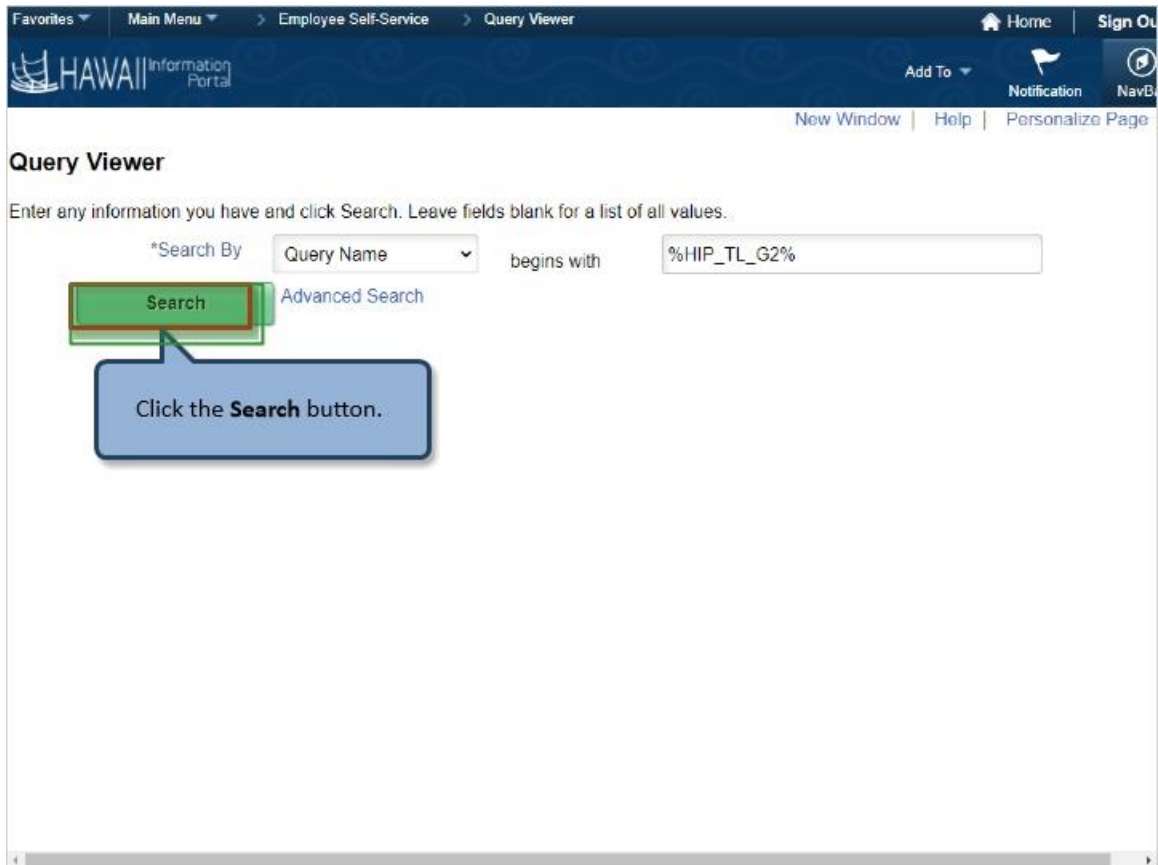 Favorites Main Menu > Employee Self-Service > Query Viewer Home Sign Ou
HAWAII Information Portal Add To Notification NavBa
New Window | Help | Personalize Page
Query Viewer
Enter any information you have and click Search. Leave fields blank for a list of all values.
*Search By Query Name begins with %HIP_TL_G2%
Search Advanced Search
Click the Search button.